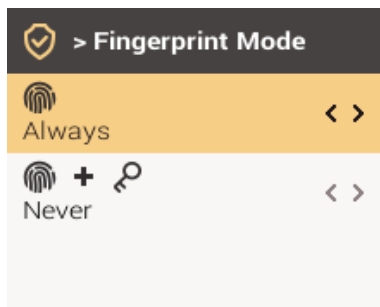 > Fingerprint Mode
Always
< >
+
Never
< >